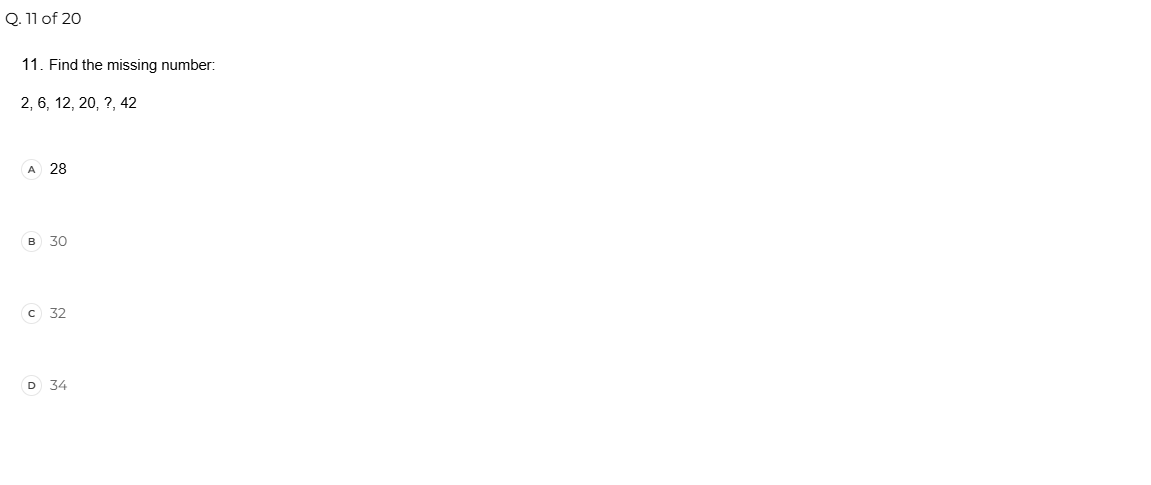 Q. 11 of 20
11. Find the missing number:
2, 6, 12, 20, ?, 42
A 28
B 30
C 32
D 34